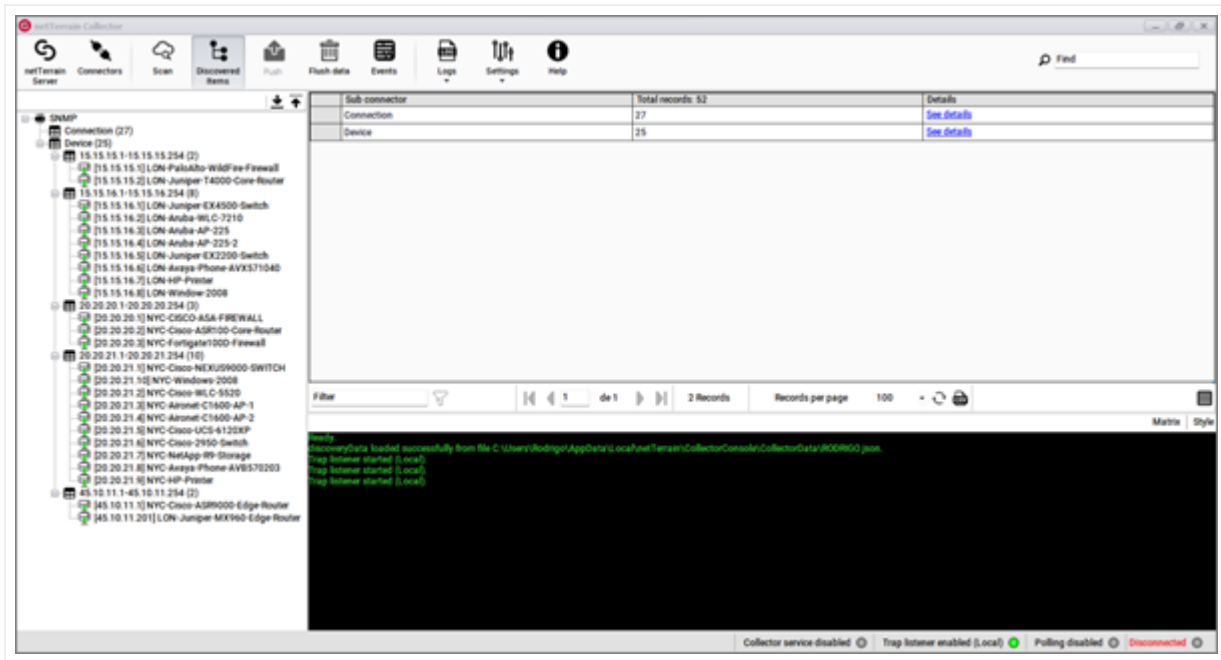 netTerrain Collector
netTerrain Server
Connectors
Scan
Discovered Items
Push
Flush data
Events
Logs
Settings
Help
Find
SNMP
Connection (27)
Device (25)
15.15.15.1-15.15.15.254 (2)
[15.15.15.1] LON-PaloAlto-WildFire-Firewall
[15.15.15.2] LON-Juniper-T4000-Core-Router
15.15.16.1-15.15.16.254 (8)
[15.15.16.1] LON-Juniper-EX4500-Switch
[15.15.16.2] LON-Aruba-WLC-7210
[15.15.16.3] LON-Aruba-AP-225
[15.15.16.4] LON-Aruba-AP-225-2
[15.15.16.5] LON-Juniper-EX2200-Switch
[15.15.16.6] LON-Avaya-Phone-AVX571040
[15.15.16.7] LON-HP-Printer
[15.15.16.8] LON-Window-2008
20.20.20.1-20.20.20.254 (3)
[20.20.20.1] NYC-CISCO-ASA-FIREWALL
[20.20.20.2] NYC-Cisco-ASR100-Core-Router
[20.20.20.3] NYC-Fortigate100D-Firewall
20.20.21.1-20.20.21.254 (10)
[20.20.21.1] NYC-Cisco-NEXUS9000-SWITCH
[20.20.21.10] NYC-Windows-2008
[20.20.21.2] NYC-Cisco-WLC-5520
[20.20.21.3] NYC-Aironet-C1600-AP-1
[20.20.21.4] NYC-Aironet-C1600-AP-2
[20.20.21.5] NYC-Cisco-UCS-6120XP
[20.20.21.6] NYC-Cisco-2950-Switch
[20.20.21.7] NYC-NetApp-R9-Storage
[20.20.21.8] NYC-Avaya-Phone-AVB570203
[20.20.21.9] NYC-HP-Printer
45.10.11.1-45.10.11.254 (2)
[45.10.11.1] NYC-Cisco-ASR9000-Edge-Router
[45.10.11.201] LON-Juniper-MX960-Edge-Router
Sub connector Total records: 52 Details
Connection 27 See details
Device 25 See details
Filter 1 de 1 2 Records Records per page 100
Matrix Style
Ready.
discoveryData loaded successfully from file C:\Users\Rodrigo\AppData\Local\netTerrain\CollectorConsole\CollectorData\RODRIGO.json.
Trap listener started (Local).
Trap listener started (Local).
Trap listener started (Local).
Collector service disabled Trap listener enabled (Local) Polling disabled Disconnected